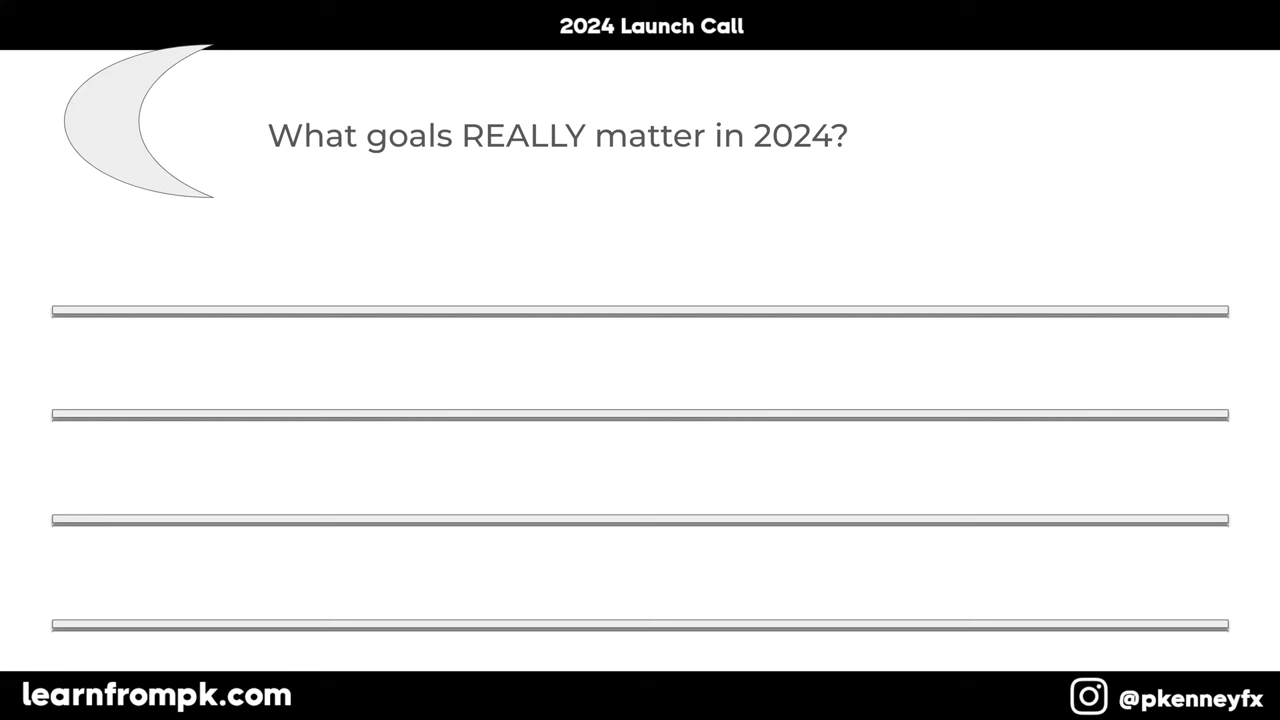 2024 Launch Call
What goals REALLY matter in 2024?
learnfrompk.com
@pkenneyfx